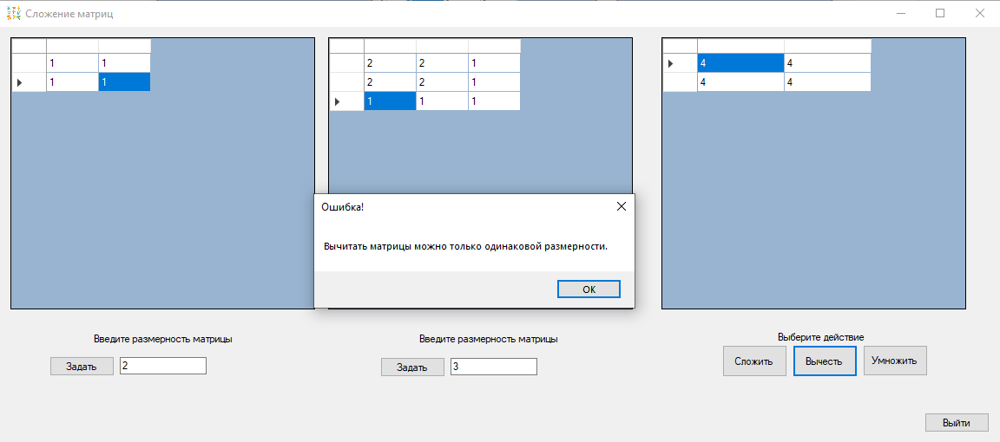 Сложение матриц
1 1
1 1
2 2 1
2 2 1
1 1 1
4 4
4 4
Ошибка!
Вычитать матрицы можно только одинаковой размерности.
OK
Введите размерность матрицы
Задать 2
Введите размерность матрицы
Задать 3
Выберите действие
Сложить Вычесть Умножить
Выйти